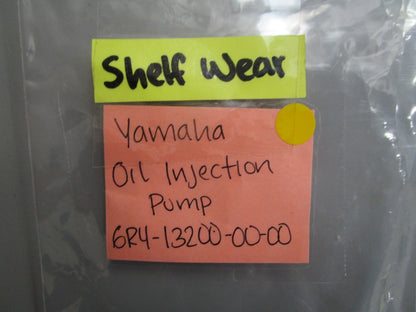 Shelf Wear
Yamaha
Oil Injection
Pump
6R4-13200-00-00